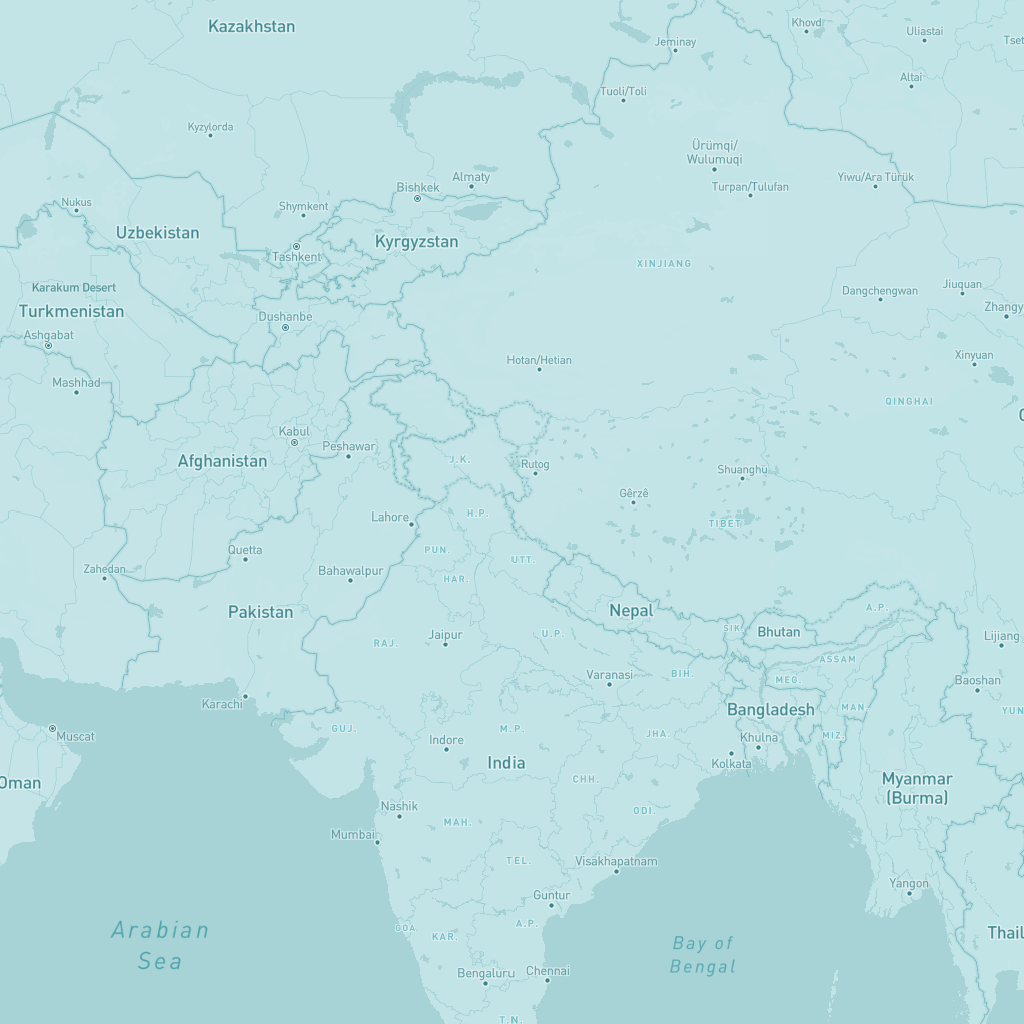 Kazakhstan
Khovd
Uliastai
Jeminay
Tset
Altai
Tuoli/Toli
Kyzylorda
Ürümqi/
Wulumuqi
Almaty
Bishkek
Turpan/Tulufan
Yiwu/Ara Türük
Nukus
Shymkent
Uzbekistan
Kyrgyzstan
Tashkent
XINJIANG
Karakum Desert
Dangchengwan
Jiuquan
Turkmenistan
Zhangy
Dushanbe
Ashgabat
Hotan/Hetian
Xinyuan
Mashhad
QINGHAI
Kabul
Peshawar
Afghanistan
J.K.
Rutog
Shuanghu
Gêrzê
H.P.
Lahore
TIBET
Quetta
PUN.
UTT.
Zahedan
Bahawalpur
HAR.
Pakistan
Nepal
A.P.
SIK.
Bhutan
Jaipur
U.P.
RAJ.
Lijiang
ASSAM
Varanasi
BIH.
MEG.
Baoshan
Karachi
Bangladesh
MAN.
YUN
GUJ.
M.P.
JHA.
MIZ.
Muscat
Indore
Khulna
India
Kolkata
Oman
CHH.
Myanmar
(Burma)
Nashik
ODI.
MAH.
Mumbai
TEL.
Visakhapatnam
Yangon
Guntur
Arabian
Sea
GOA
KAR.
A.P.
Thail
Bay of
Bengal
Bengaluru
Chennai
T.N.